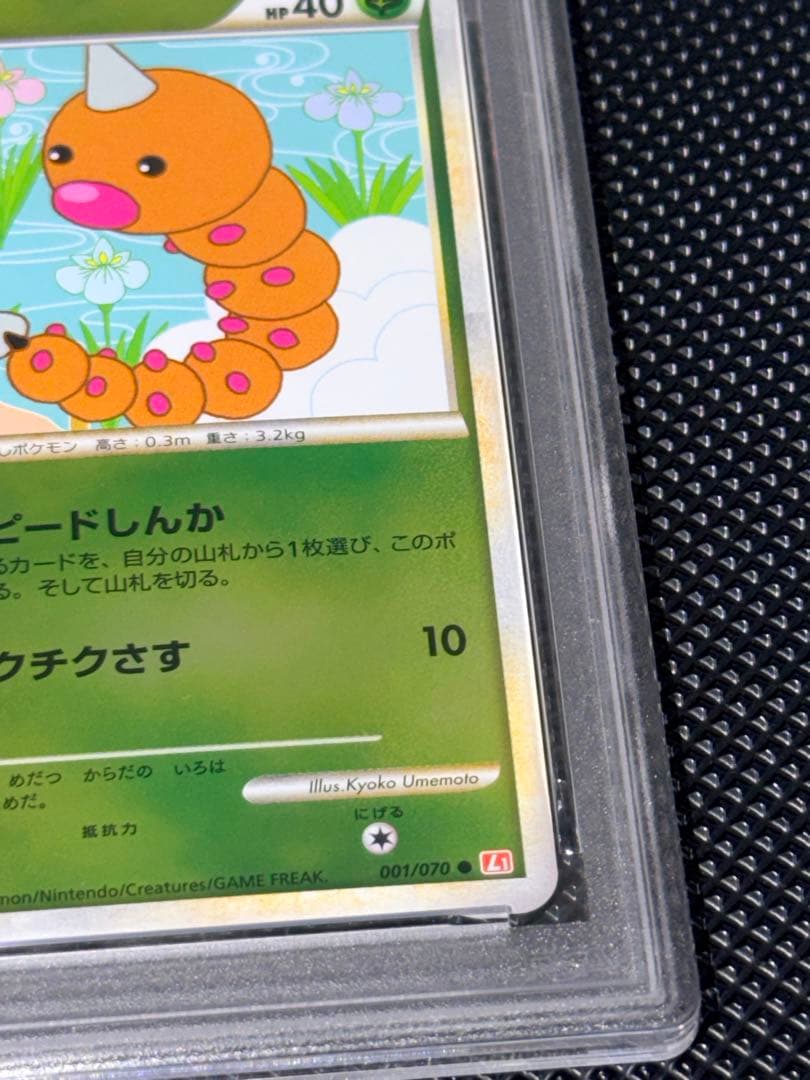 HP40
しポケモン 高さ：0.3m 重さ：3.2kg
ピードしんか
るカードを、自分の山札から1枚選び、このポ
る。そして山札を切る。
クチクさす 10
めだつ からだの いろは
めだ。
Illus.Kyoko Umemoto
抵抗力
にげる
001/070 ● L1
mon/Nintendo/Creatures/GAME FREAK.